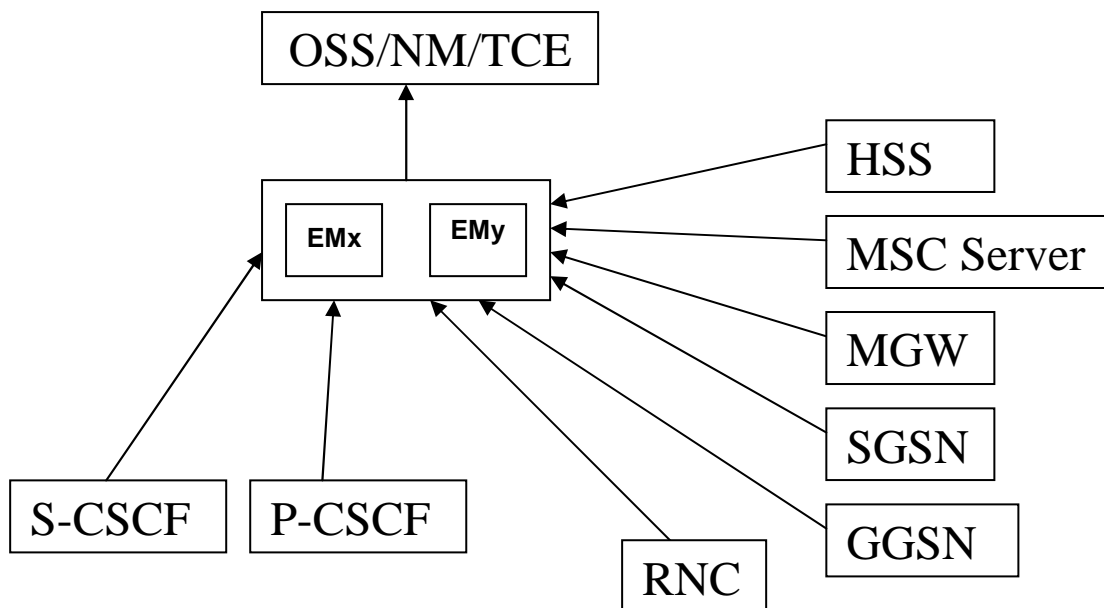 OSS/NM/TCE
HSS
EMx
EMy
MSC Server
MGW
SGSN
S-CSCF
P-CSCF
GGSN
RNC